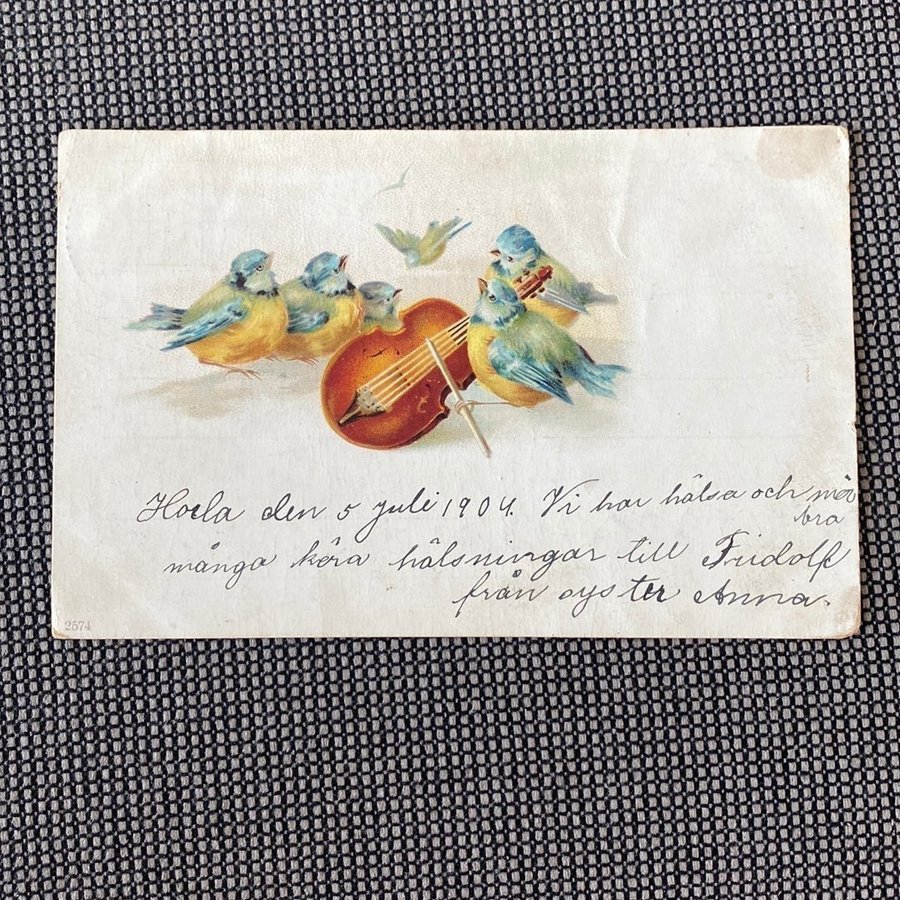 Hoela den 5 juli 1904. Vi har hälsa och mår
bra
många kära hälsningar till Fridolf
från syster Anna.
2574